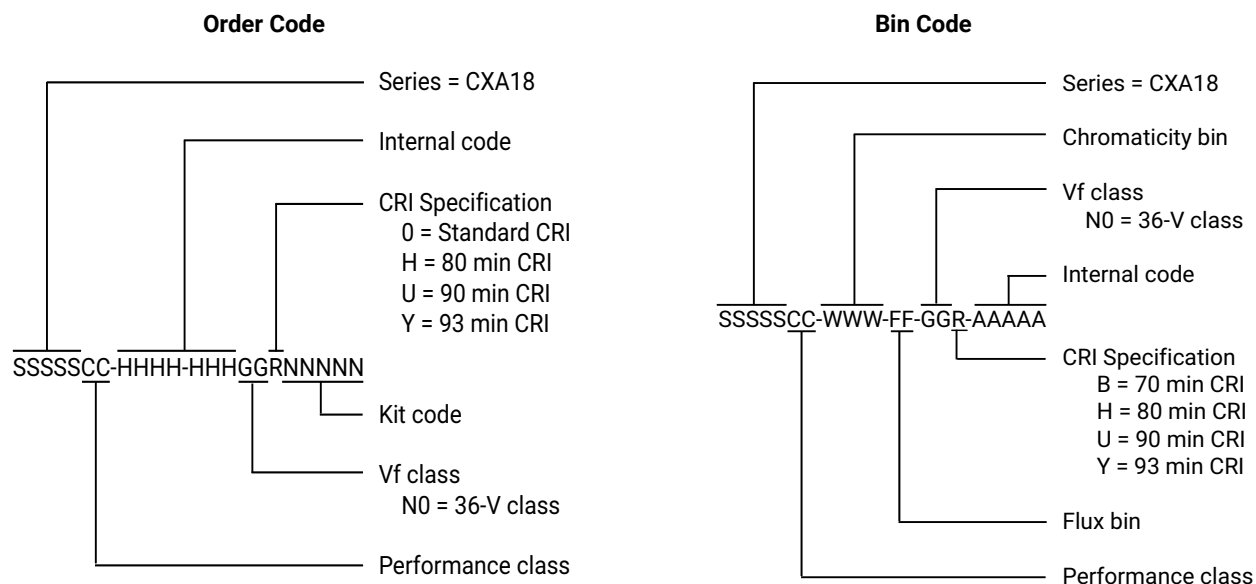 Order Code
Series = CXA18
Internal code
CRI Specification
0 = Standard CRI
H = 80 min CRI
U = 90 min CRI
Y = 93 min CRI
SSSSSCC-HHHH-HHHGGRNNNNN
Kit code
Vf class
N0 = 36-V class
Performance class
Bin Code
Series = CXA18
Chromaticity bin
Vf class
N0 = 36-V class
Internal code
SSSSSCC-WWW-FF-GGR-AAAAA
CRI Specification
B = 70 min CRI
H = 80 min CRI
U = 90 min CRI
Y = 93 min CRI
Flux bin
Performance class